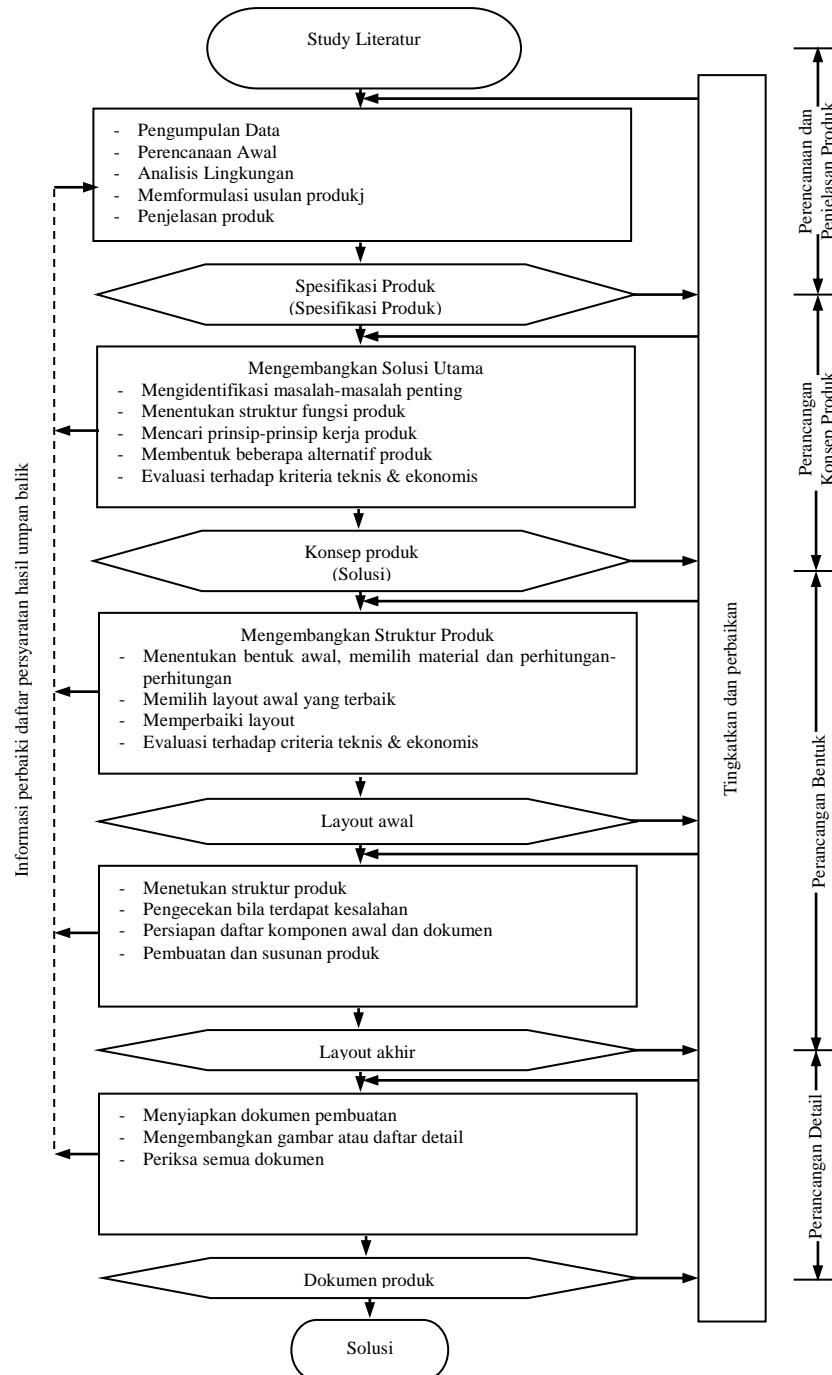 Study Literatur
- Pengumpulan Data
- Perencanaan Awal
- Analisis Lingkungan
- Memformulasi usulan produkj
- Penjelasan produk
Spesifikasi Produk
(Spesifikasi Produk)
Mengembangkan Solusi Utama
- Mengidentifikasi masalah-masalah penting
- Menentukan struktur fungsi produk
- Mencari prinsip-prinsip kerja produk
- Membentuk beberapa alternatif produk
- Evaluasi terhadap kriteria teknis & ekonomis
Konsep produk
(Solusi)
Mengembangkan Struktur Produk
- Menentukan bentuk awal, memilih material dan perhitungan-
perhitungan
- Memilih layout awal yang terbaik
- Memperbaiki layout
- Evaluasi terhadap criteria teknis & ekonomis
Layout awal
- Menetukan struktur produk
- Pengecekan bila terdapat kesalahan
- Persiapan daftar komponen awal dan dokumen
- Pembuatan dan susunan produk
Layout akhir
- Menyiapkan dokumen pembuatan
- Mengembangkan gambar atau daftar detail
- Periksa semua dokumen
Dokumen produk
Solusi
Informasi perbaiki daftar persyaratan hasil umpan balik
Tingkatkan dan perbaikan
Perencanaan dan
Penjelasan Produk
Perancangan
Konsep Produk
Perancangan Bentuk
Perancangan Detail